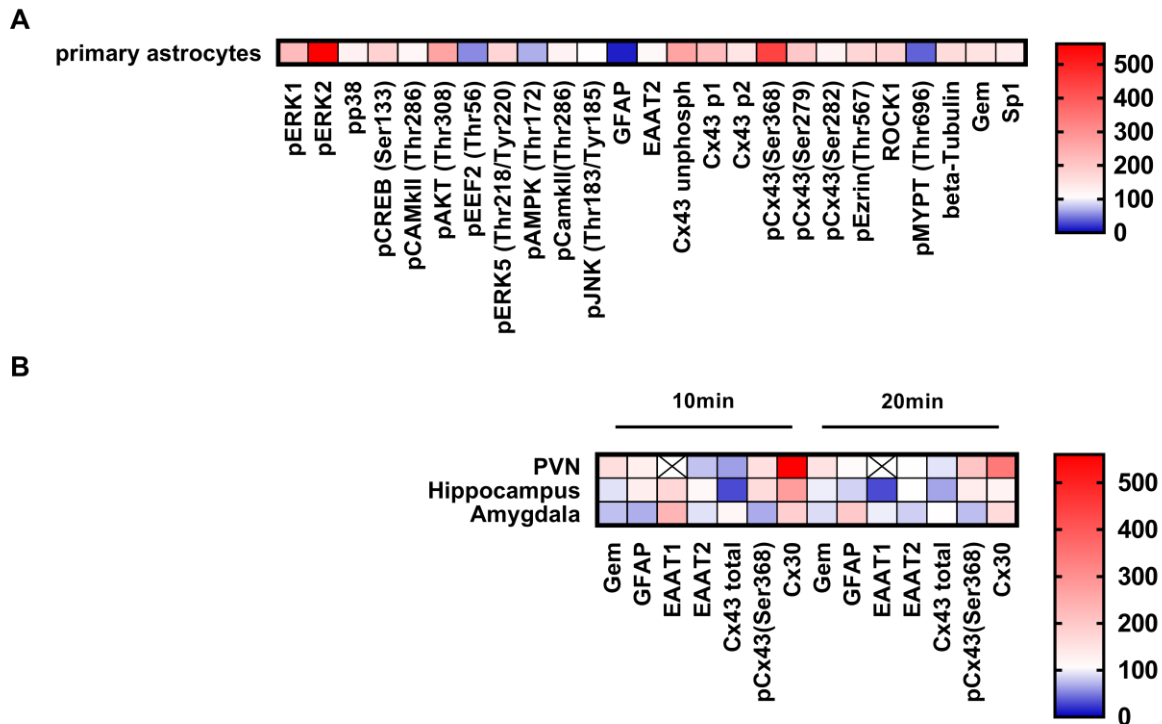 A
primary astrocytes
pERK1
pERK2
pp38
pCREB (Ser133)
pCAMkII (Thr286)
pAKT (Thr308)
pEEF2 (Thr56)
pERK5 (Thr218/Tyr220)
pAMPK (Thr172)
pCamkII(Thr286)
pJNK (Thr183/Tyr185)
GFAP
EAAT2
Cx43 unphosph
Cx43 p1
Cx43 p2
pCx43(Ser368)
pCx43(Ser279)
pCx43(Ser282)
pEzrin(Thr567)
ROCK1
pMYPT (Thr696)
beta-Tubulin
Gem
Sp1
500
400
300
200
100
0
B
10min
20min
PVN
Hippocampus
Amygdala
Gem
GFAP
EAAT1
EAAT2
Cx43 total
pCx43(Ser368)
Cx30
Gem
GFAP
EAAT1
EAAT2
Cx43 total
pCx43(Ser368)
Cx30
500
400
300
200
100
0